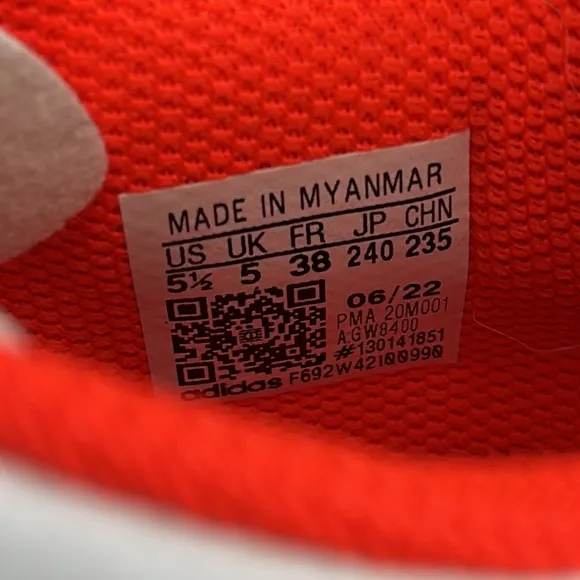 MADE IN MYANMAR
US UK FR JP CHN
5½ 5 38 240 235
06/22
PMA 20M001
A.GW8400
#130141851
adidas F692W42100990